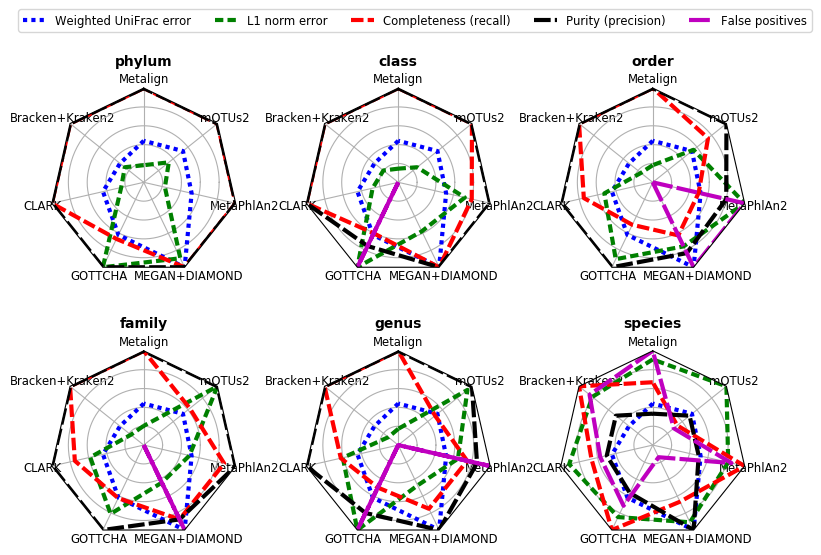 Weighted UniFrac error L1 norm error Completeness (recall) Purity (precision) False positives
phylum class order
Metalign Metalign Metalign
Bracken+Kraken2 mOTUs2 Bracken+Kraken2 mOTUs2 Bracken+Kraken2 mOTUs2
CLARK MetaPhlAn2 CLARK MetaPhlAn2 CLARK MetaPhlAn2
GOTTCHA MEGAN+DIAMOND GOTTCHA MEGAN+DIAMOND GOTTCHA MEGAN+DIAMOND
family genus species
Metalign Metalign Metalign
Bracken+Kraken2 mOTUs2 Bracken+Kraken2 mOTUs2 Bracken+Kraken2 mOTUs2
CLARK MetaPhlAn2 CLARK MetaPhlAn2 CLARK MetaPhlAn2
GOTTCHA MEGAN+DIAMOND GOTTCHA MEGAN+DIAMOND GOTTCHA MEGAN+DIAMOND